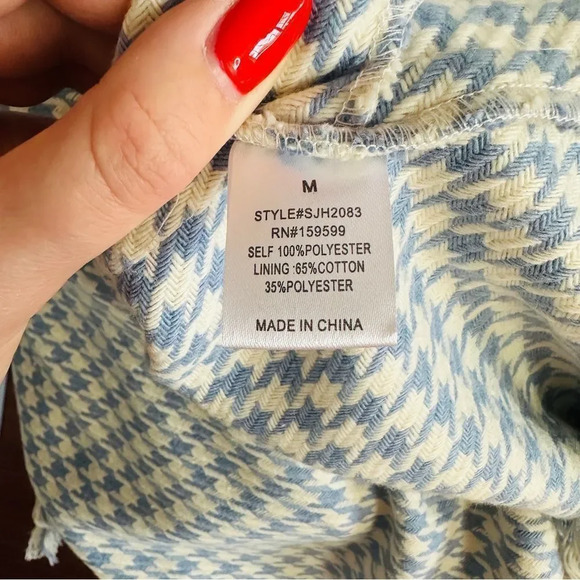 M
STYLE#SJH2083
RN#159599
SELF 100%POLYESTER
LINING :65%COTTON
35%POLYESTER
MADE IN CHINA